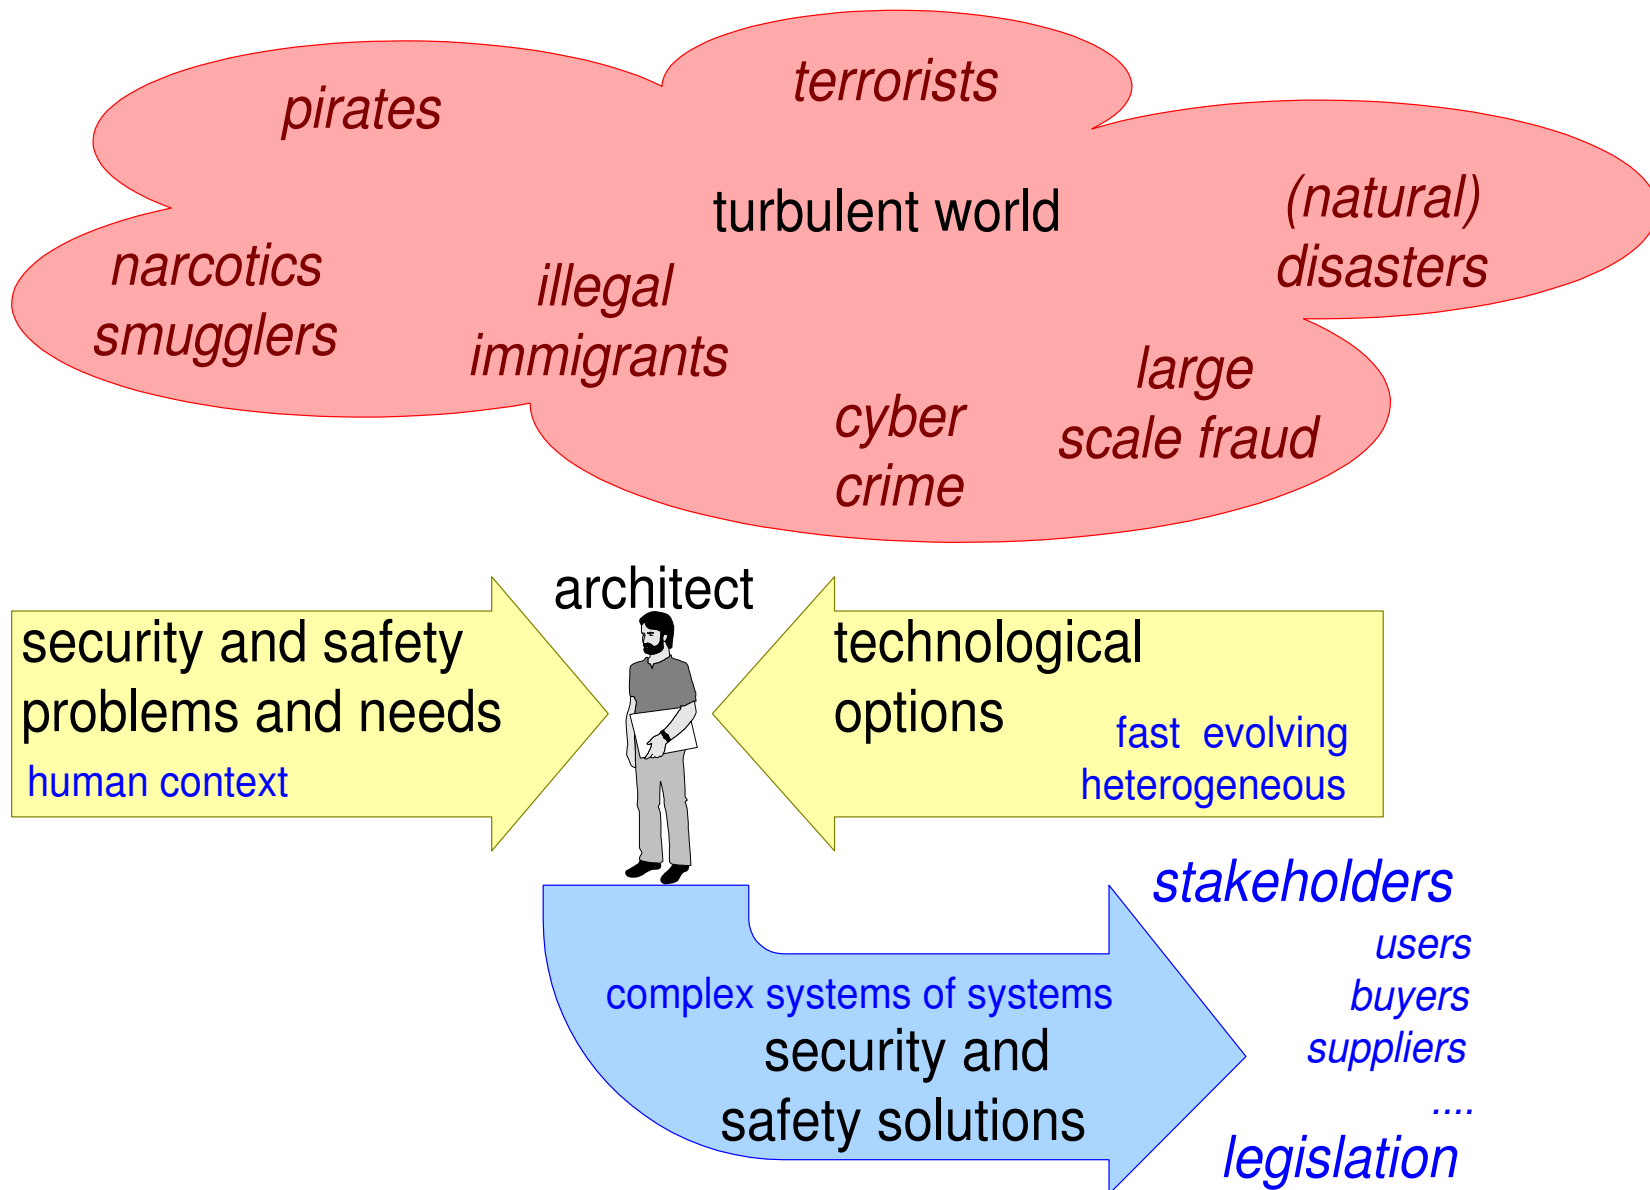 pirates
terrorists
turbulent world
(natural)
disasters
narcotics
smugglers
illegal
immigrants
large
scale fraud
cyber
crime
architect
security and safety
problems and needs
human context
technological
options
fast evolving
heterogeneous
stakeholders
users
buyers
suppliers
....
legislation
complex systems of systems
security and
safety solutions